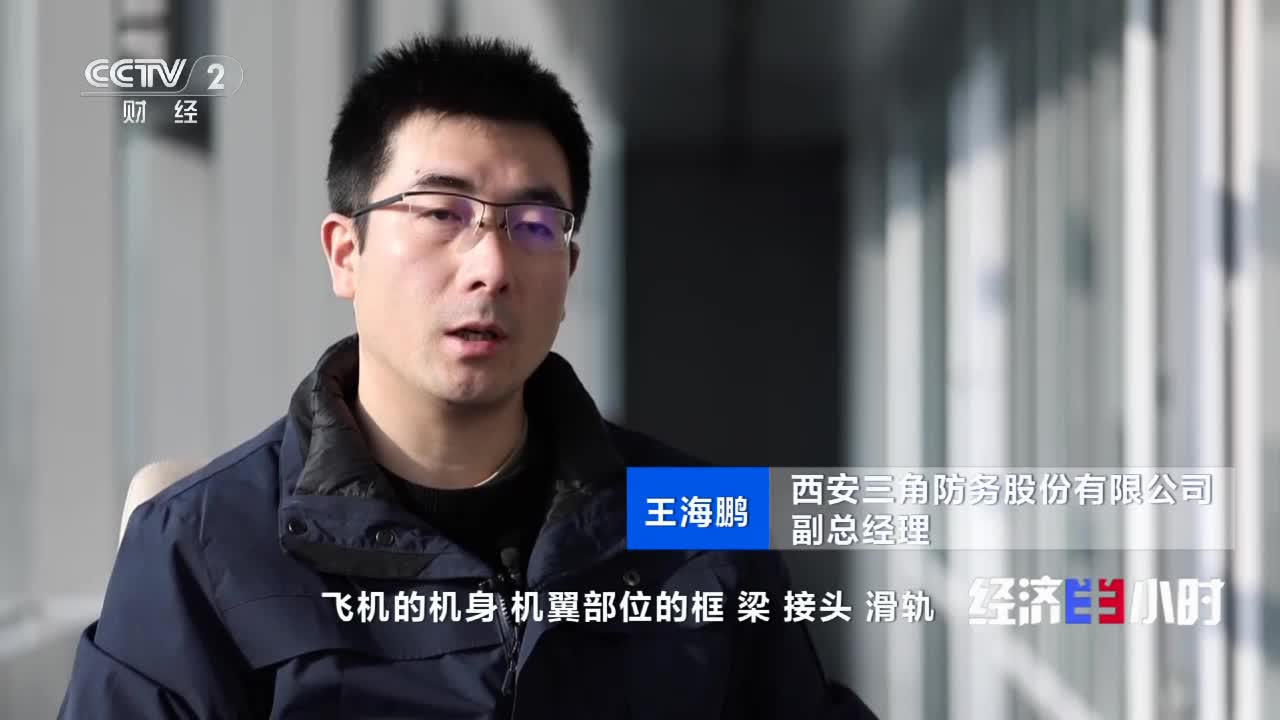 CCTV 2
财经
王海鹏
西安三角防务股份有限公司
副总经理
飞机的机身 机翼部位的框 梁 接头 滑轨
经济半小时